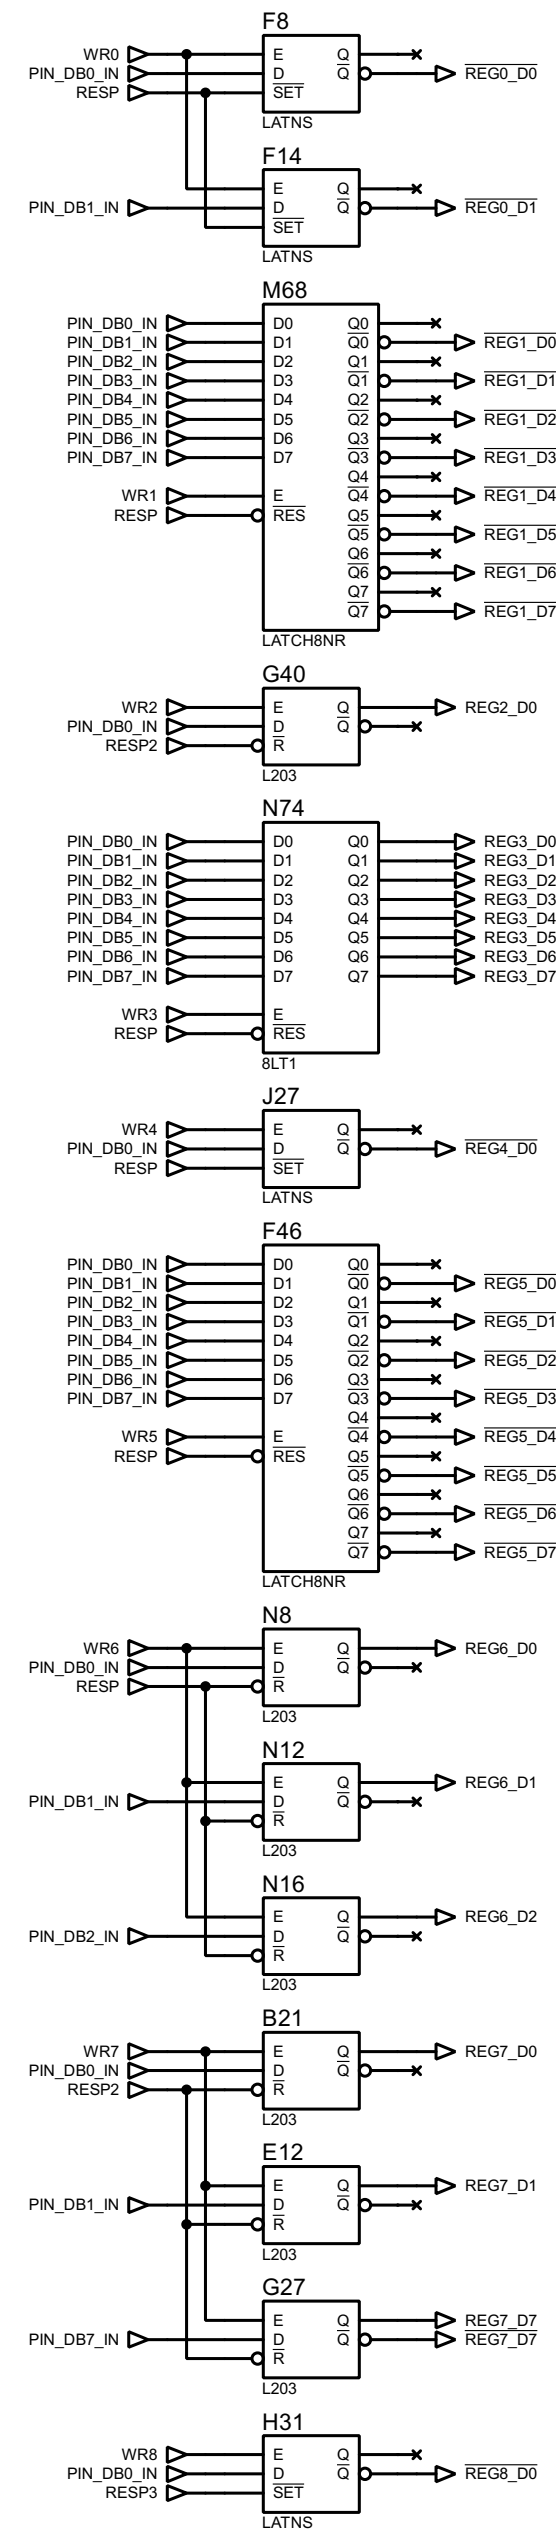 F8
WR0 E Q
PIN_DB0_IN D Q REG0_D0
RESP SET
LATNS
F14
E Q
PIN_DB1_IN D Q REG0_D1
SET
LATNS
M68
PIN_DB0_IN D0 Q0
PIN_DB1_IN D1 Q0 REG1_D0
PIN_DB2_IN D2 Q1
PIN_DB3_IN D3 Q1 REG1_D1
PIN_DB4_IN D4 Q2
PIN_DB5_IN D5 Q2 REG1_D2
PIN_DB6_IN D6 Q3
PIN_DB7_IN D7 Q3 REG1_D3
Q4
WR1 E Q4 REG1_D4
RESP RES Q5
Q5 REG1_D5
Q6
Q6 REG1_D6
Q7
Q7 REG1_D7
LATCH8NR
G40
WR2 E Q REG2_D0
PIN_DB0_IN D Q
RESP2 R
L203
N74
PIN_DB0_IN D0 Q0 REG3_D0
PIN_DB1_IN D1 Q1 REG3_D1
PIN_DB2_IN D2 Q2 REG3_D2
PIN_DB3_IN D3 Q3 REG3_D3
PIN_DB4_IN D4 Q4 REG3_D4
PIN_DB5_IN D5 Q5 REG3_D5
PIN_DB6_IN D6 Q6 REG3_D6
PIN_DB7_IN D7 Q7 REG3_D7
WR3 E
RESP RES
8LT1
J27
WR4 E Q
PIN_DB0_IN D Q REG4_D0
RESP SET
LATNS
F46
PIN_DB0_IN D0 Q0
PIN_DB1_IN D1 Q0 REG5_D0
PIN_DB2_IN D2 Q1
PIN_DB3_IN D3 Q1 REG5_D1
PIN_DB4_IN D4 Q2
PIN_DB5_IN D5 Q2 REG5_D2
PIN_DB6_IN D6 Q3
PIN_DB7_IN D7 Q3 REG5_D3
Q4
WR5 E Q4 REG5_D4
RESP RES Q5
Q5 REG5_D5
Q6
Q6 REG5_D6
Q7
Q7 REG5_D7
LATCH8NR
N8
WR6 E Q REG6_D0
PIN_DB0_IN D Q
RESP R
L203
N12
E Q REG6_D1
PIN_DB1_IN D Q
R
L203
N16
E Q REG6_D2
PIN_DB2_IN D Q
R
L203
B21
WR7 E Q REG7_D0
PIN_DB0_IN D Q
RESP2 R
L203
E12
E Q REG7_D1
PIN_DB1_IN D Q
R
L203
G27
E Q REG7_D7
PIN_DB7_IN D Q REG7_D7
R
L203
H31
WR8 E Q
PIN_DB0_IN D Q REG8_D0
RESP3 SET
LATNS